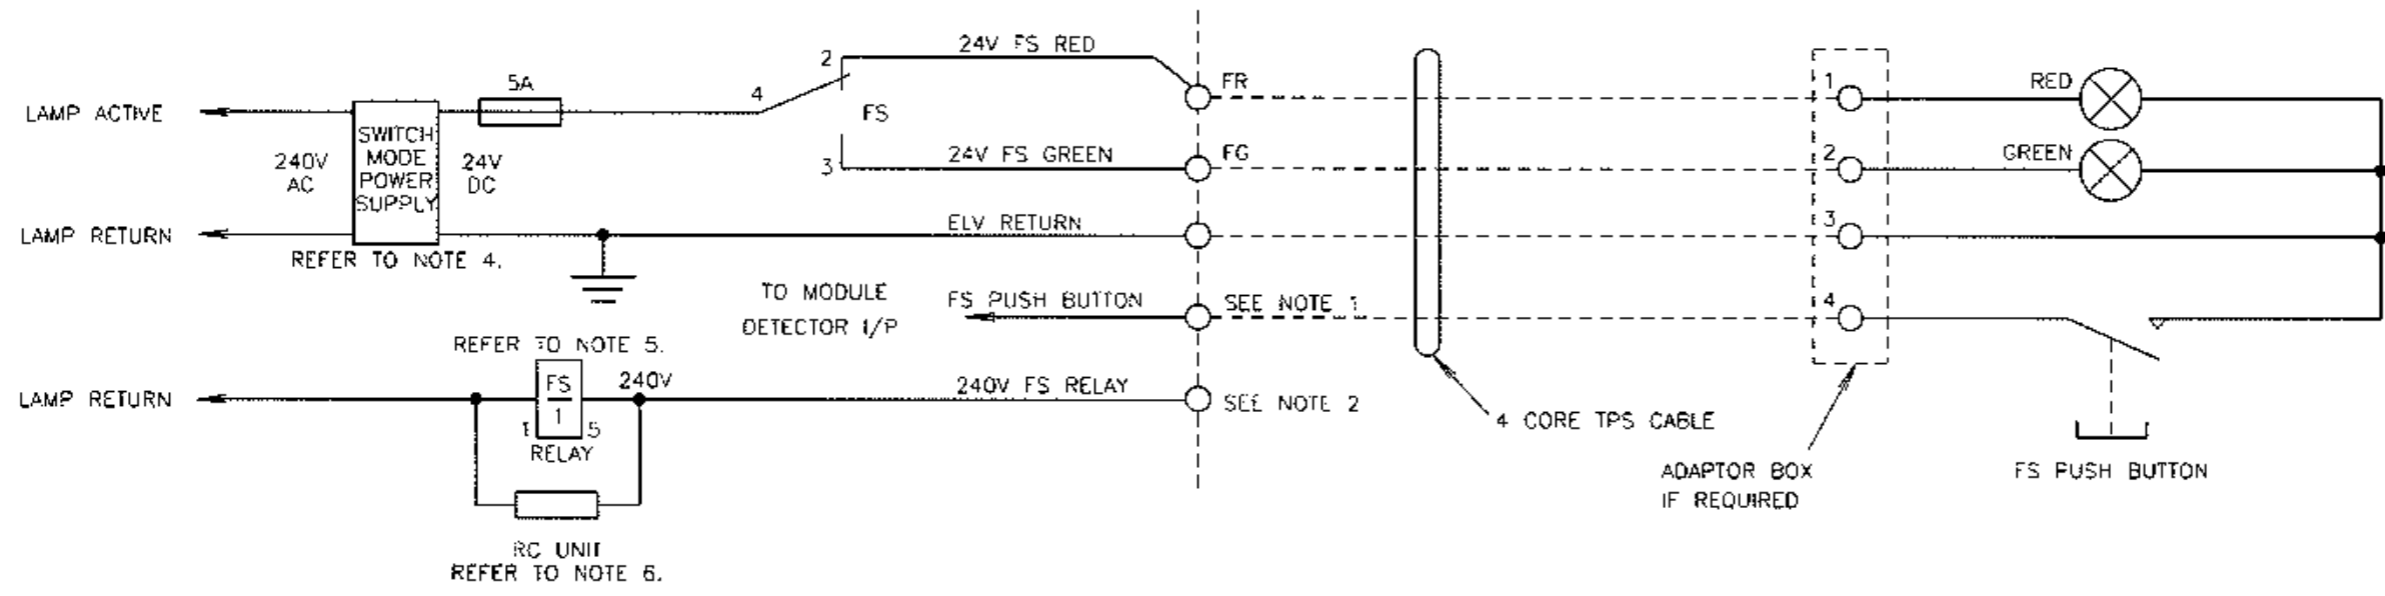 24V FS RED
2
5A
FR
1
RED
LAMP ACTIVE
4
FS
SWITCH
MODE
POWER
SUPPLY
240V
AC
24V
DC
3
24V FS GREEN
FG
2
GREEN
LAMP RETURN
ELV RETURN
3
REFER TO NOTE 4.
TO MODULE
DETECTOR I/P
FS PUSH BUTTON
SEE NOTE 1
4
REFER TO NOTE 5.
FS
1
240V
LAMP RETURN
240V FS RELAY
SEE NOTE 2
1
5
RELAY
4 CORE TPS CABLE
ADAPTOR BOX
IF REQUIRED
FS PUSH BUTTON
RC UNIT
REFER TO NOTE 6.